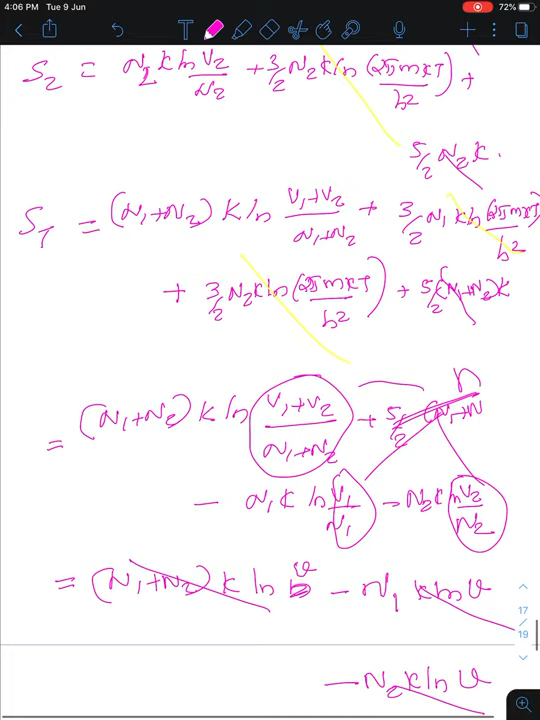 4:06 PM Tue 9 Jun 72%
S₂ = N₂ k ln V₂/N₂ + 3/2 N₂ k ln (2πmkT)/h² +
5/2 N₂ k.
S_T = (N₁+N₂) k ln (V₁+V₂)/(N₁+N₂) + 3/2 N₁ k ln (2πmkT)/h²
+ 3/2 N₂ k ln (2πmkT/h²) + 5/2 (N₁+N₂) k
= (N₁+N₂) k ln (V₁+V₂)/(N₁+N₂) + 5/2 (N₁+N
− N₁ k ln V₁/N₁ − N₂ k ln V₂/N₂
= (N₁+N₂) k ln v − N₁ k ln v
− N₂ k ln v
17
/
19